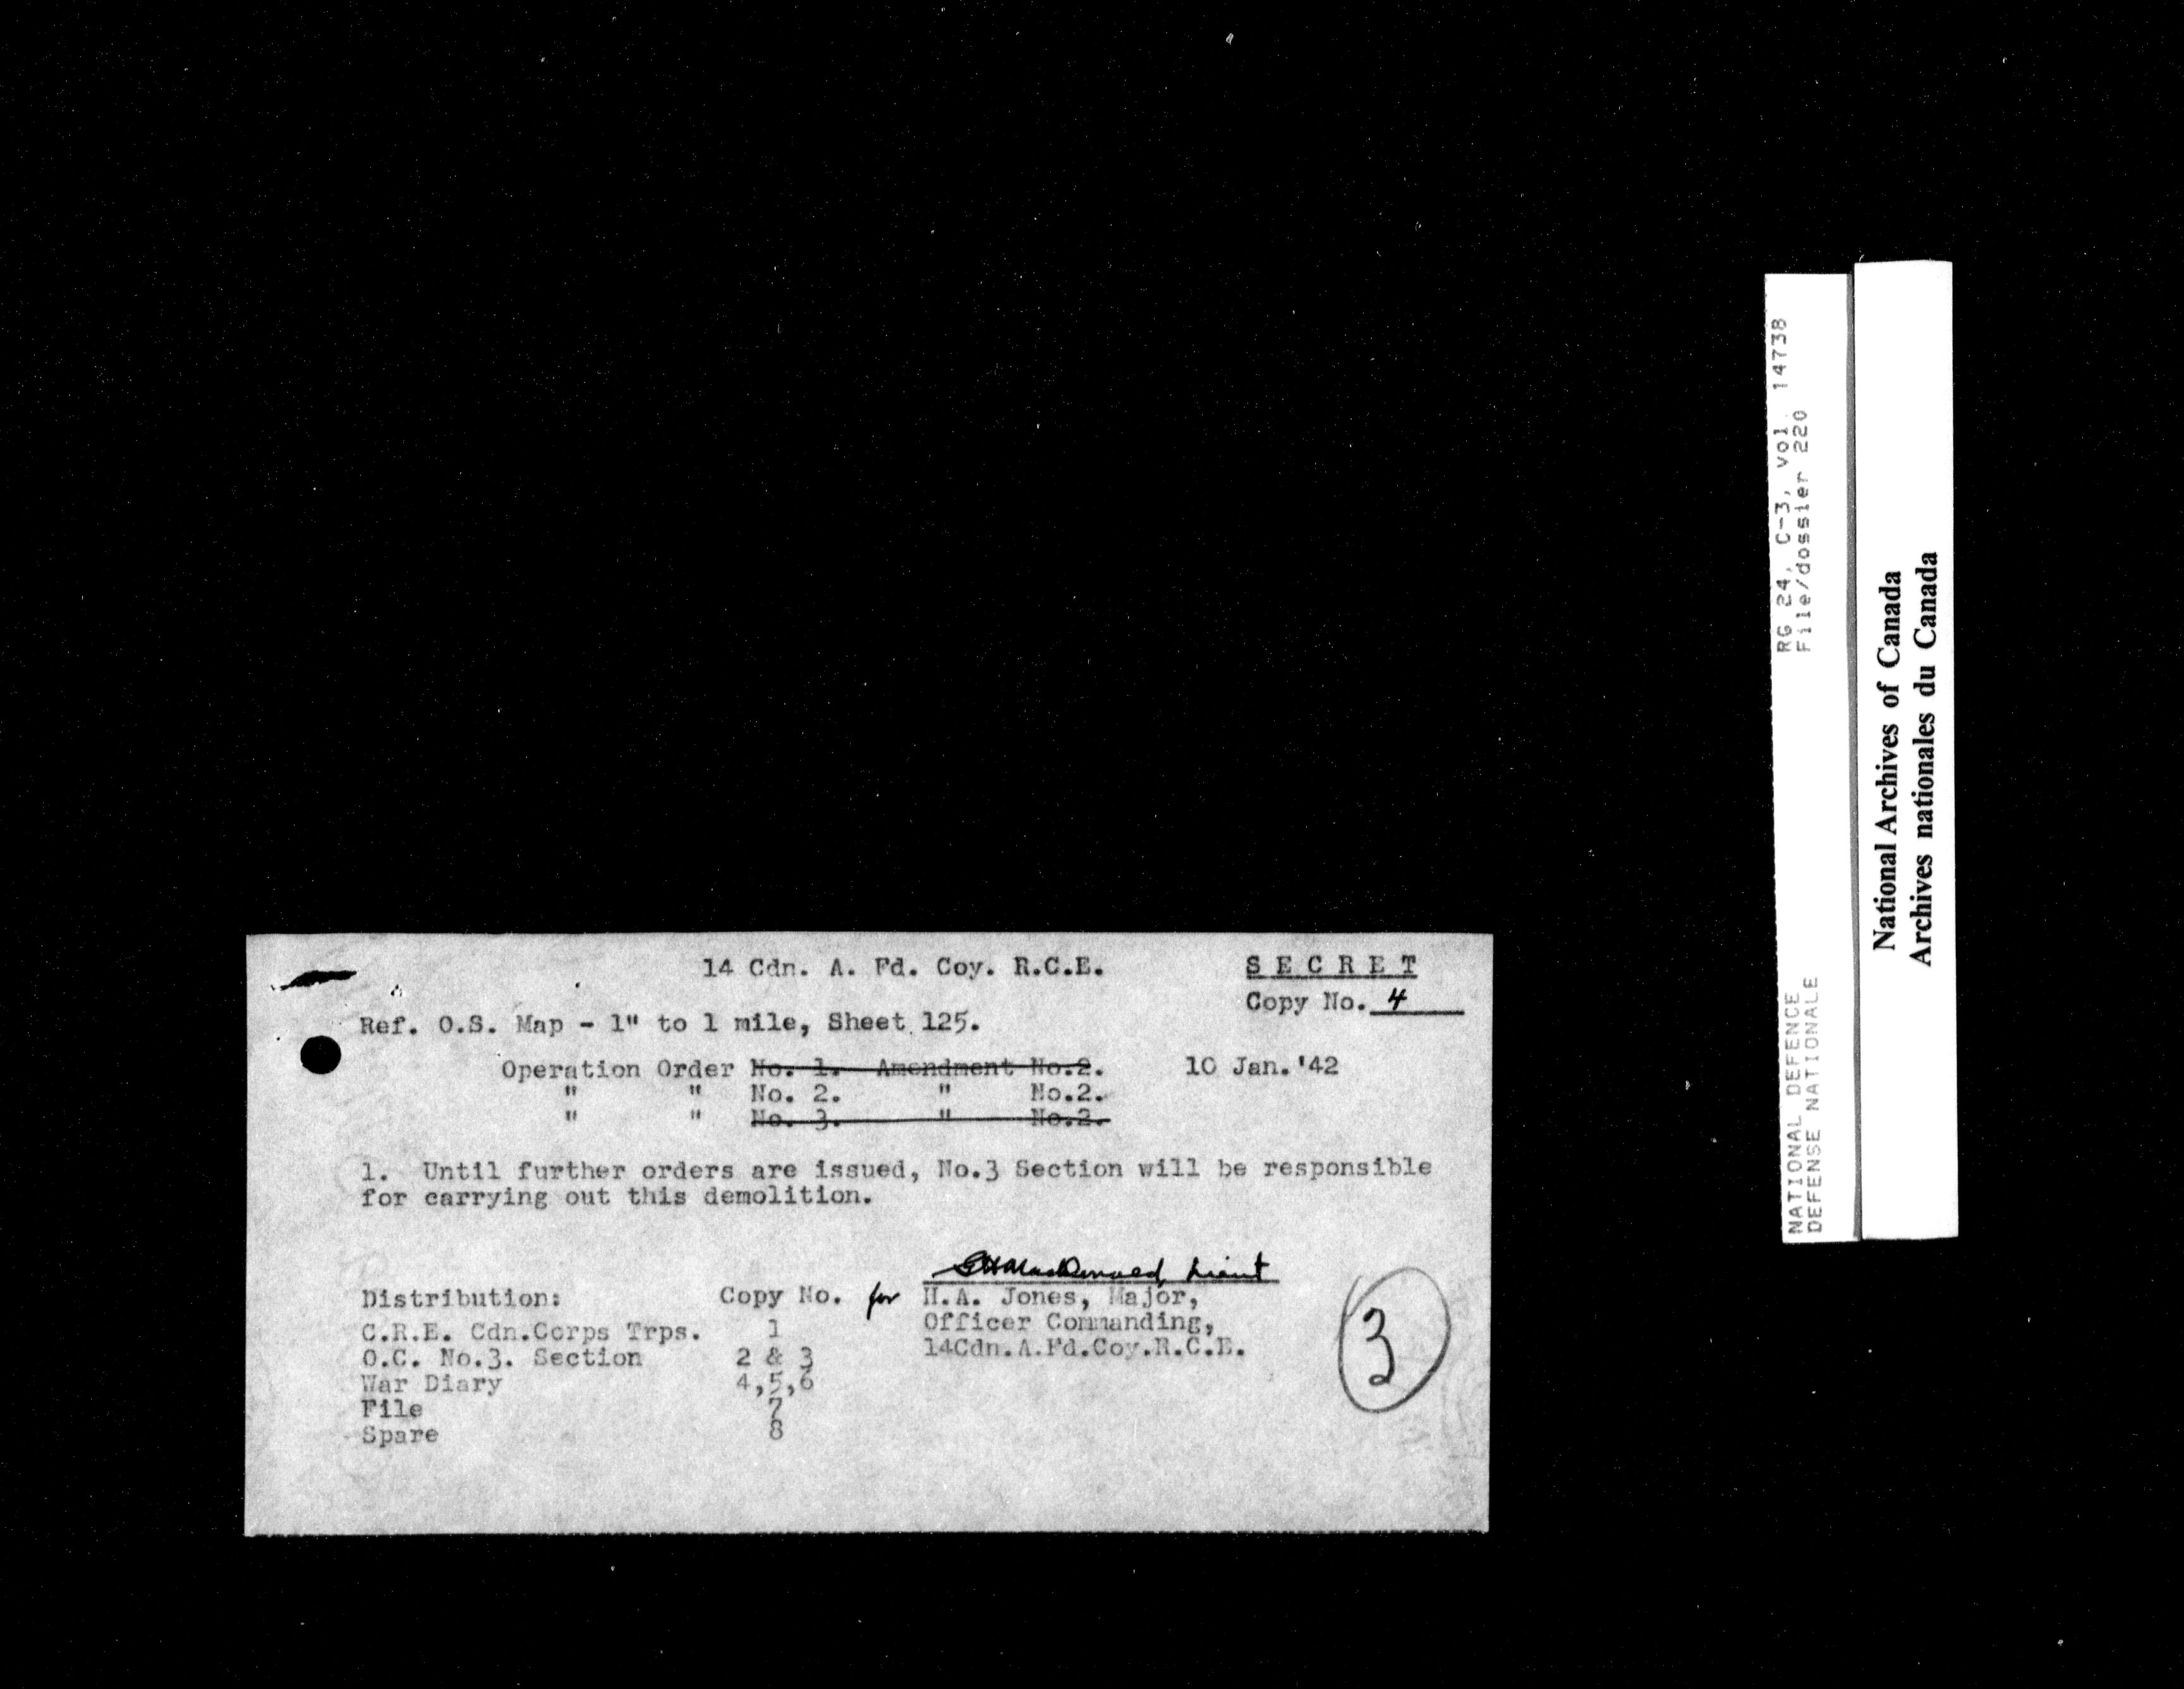 14 Cdn. A. Fd. Coy. R.C.E.
SECRET
Copy No. 4
Ref. O.S. Map - 1" to 1 mile, Sheet 125.
Operation Order No. 1. Amendment No.2. 10 Jan.'42
" " No. 2. " No.2.
" " No. 3. " No.2.
1. Until further orders are issued, No.3 Section will be responsible
for carrying out this demolition.
Lieut
Distribution: Copy No. for H.A. Jones, Major,
Officer Commanding,
14Cdn.A.Fd.Coy.R.C.E.
C.R.E. Cdn.Corps Trps. 1
O.C. No.3. Section 2 & 3
War Diary 4,5,6
File 7
Spare 8
3
NATIONAL DEFENCE RG 24, C-3, vol. 14738
DEFENSE NATIONALE File/dossier 220
National Archives of Canada
Archives nationales du Canada